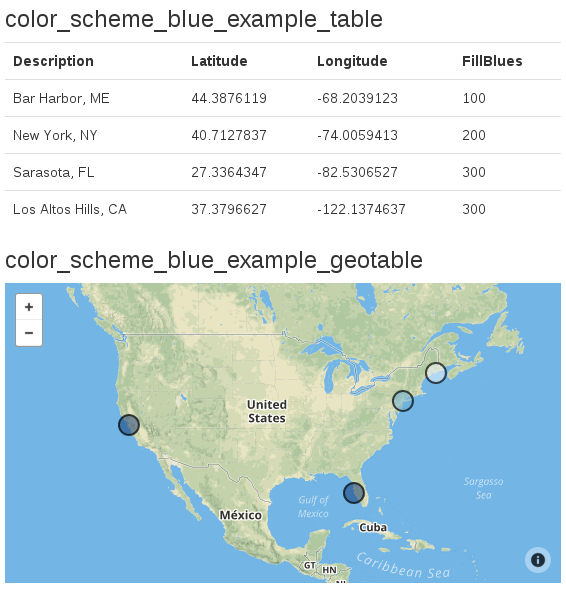 color_scheme_blue_example_table
Description Latitude Longitude FillBlues
Bar Harbor, ME 44.3876119 -68.2039123 100
New York, NY 40.7127837 -74.0059413 200
Sarasota, FL 27.3364347 -82.5306527 300
Los Altos Hills, CA 37.3796627 -122.1374637 300
color_scheme_blue_example_geotable
+
−
United
States
Sargasso
Sea
Gulf of
Mexico
México
Cuba
Caribbean Sea
GT HN
NI
i